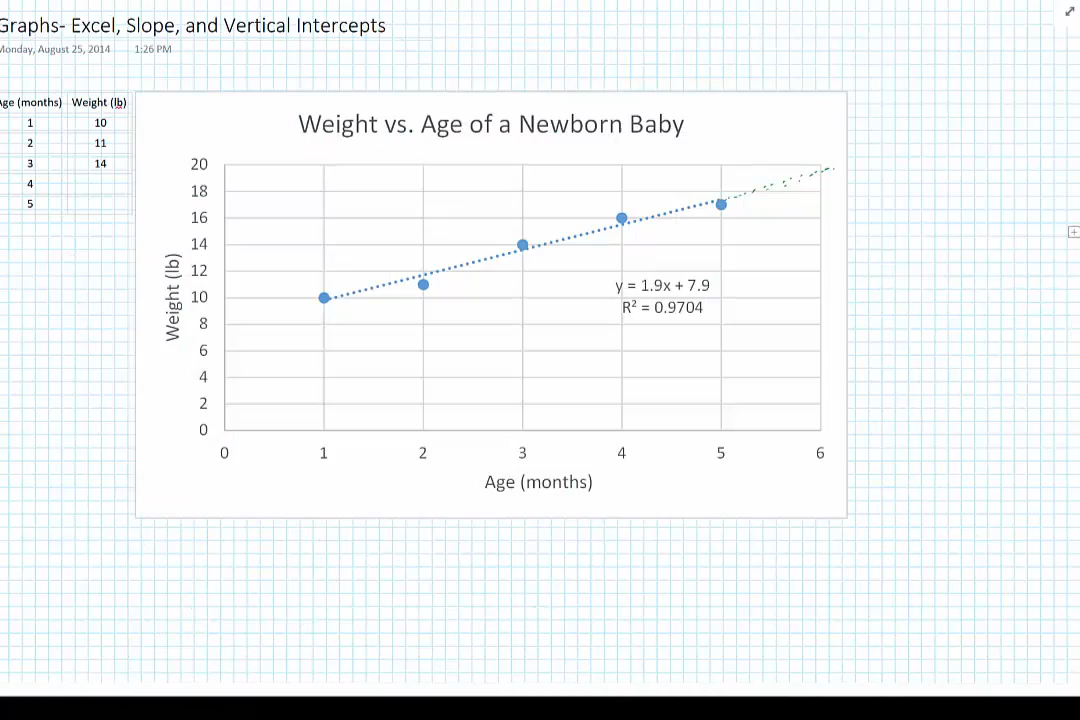 Graphs- Excel, Slope, and Vertical Intercepts
Monday, August 25, 2014 1:26 PM
Age (months) Weight (lb)
1 10
2 11
3 14
4
5
Weight vs. Age of a Newborn Baby
20
18
16
14
12
10
8
6
4
2
0
Weight (lb)
y = 1.9x + 7.9
R² = 0.9704
0 1 2 3 4 5 6
Age (months)